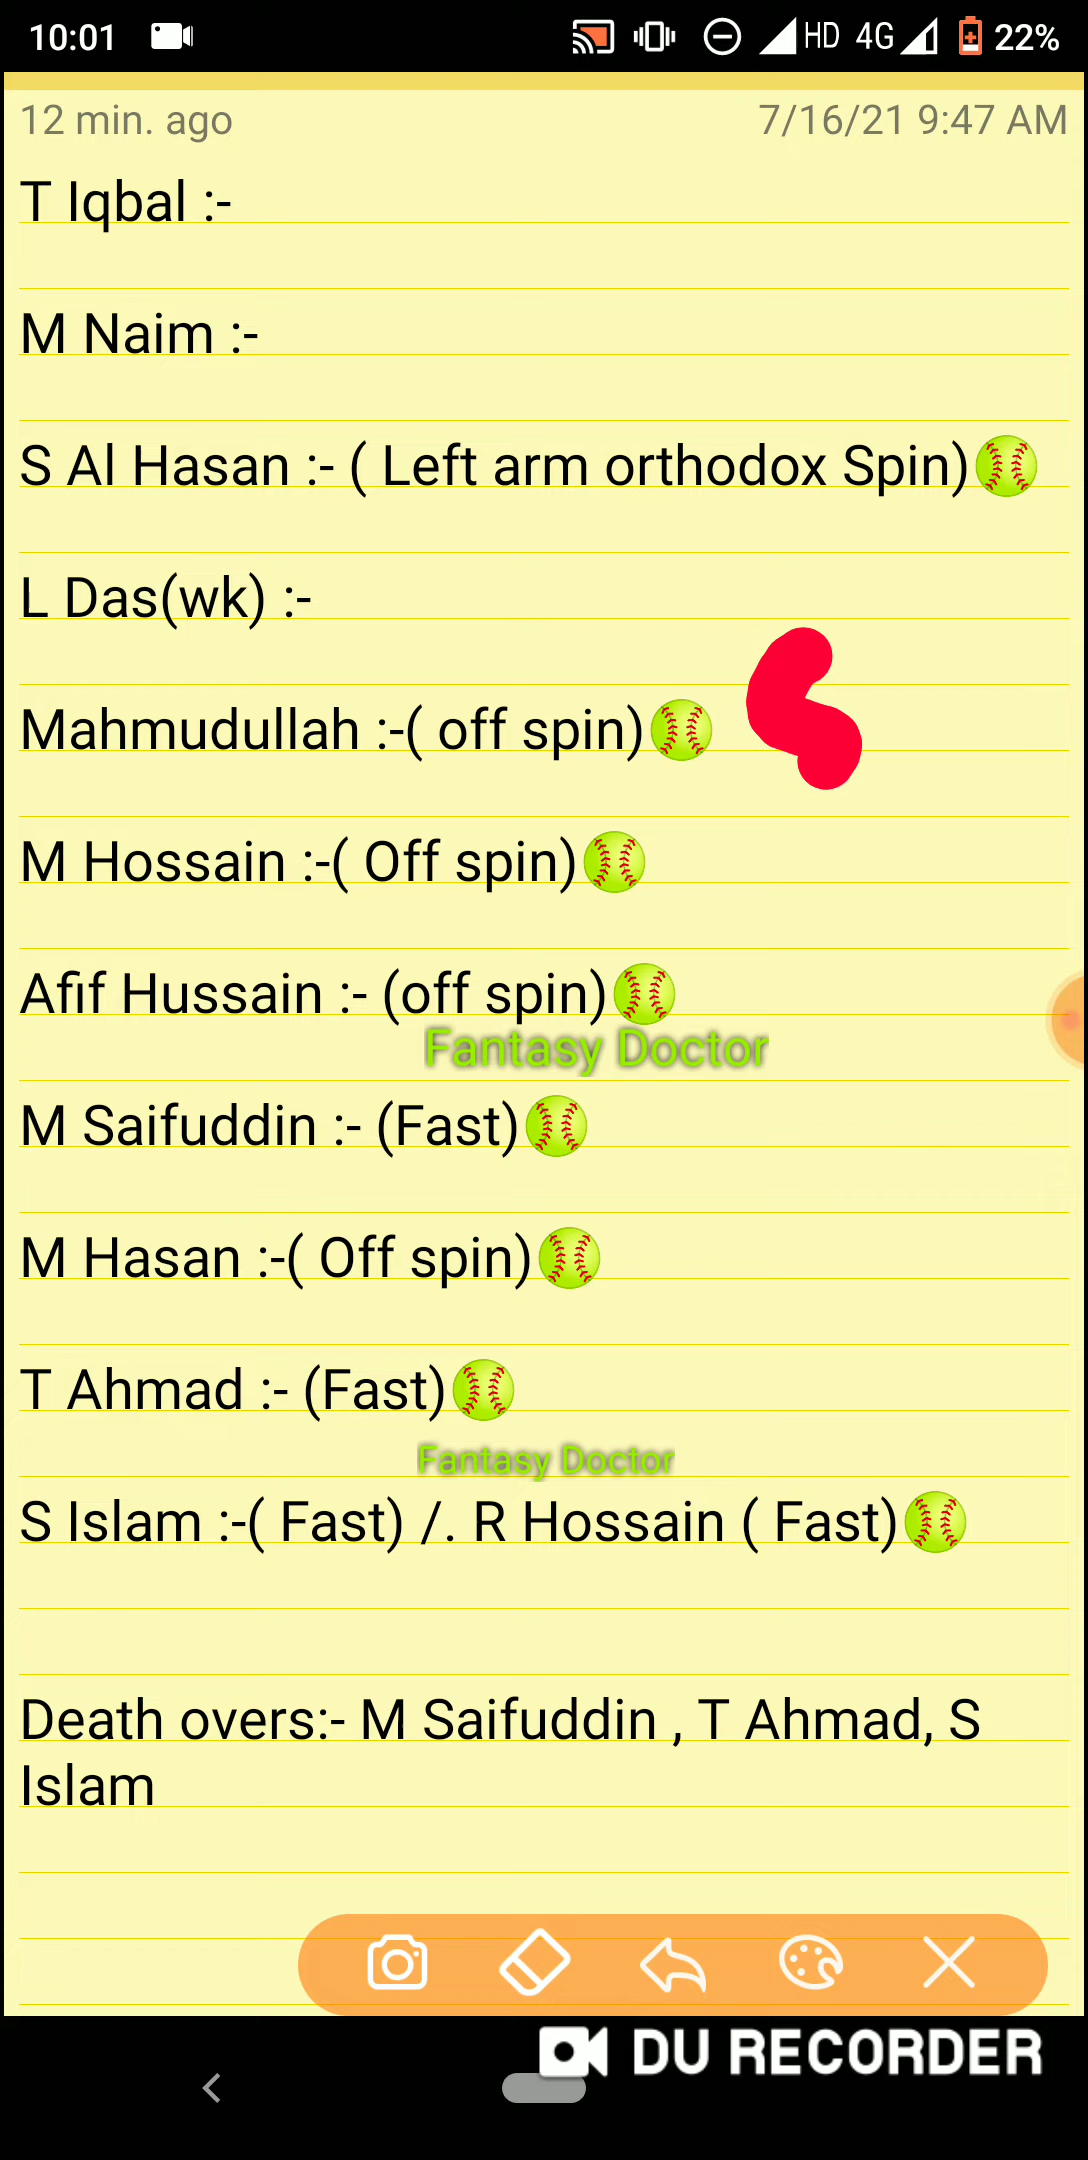 10:01 HD 4G 22%
12 min. ago 7/16/21 9:47 AM
T Iqbal :-
M Naim :-
S Al Hasan :- ( Left arm orthodox Spin)
L Das(wk) :-
Mahmudullah :-( off spin)
M Hossain :-( Off spin)
Afif Hussain :- (off spin)
Fantasy Doctor
M Saifuddin :- (Fast)
M Hasan :-( Off spin)
T Ahmad :- (Fast)
Fantasy Doctor
S Islam :-( Fast) /. R Hossain ( Fast)
Death overs:- M Saifuddin , T Ahmad, S
Islam
DU RECORDER